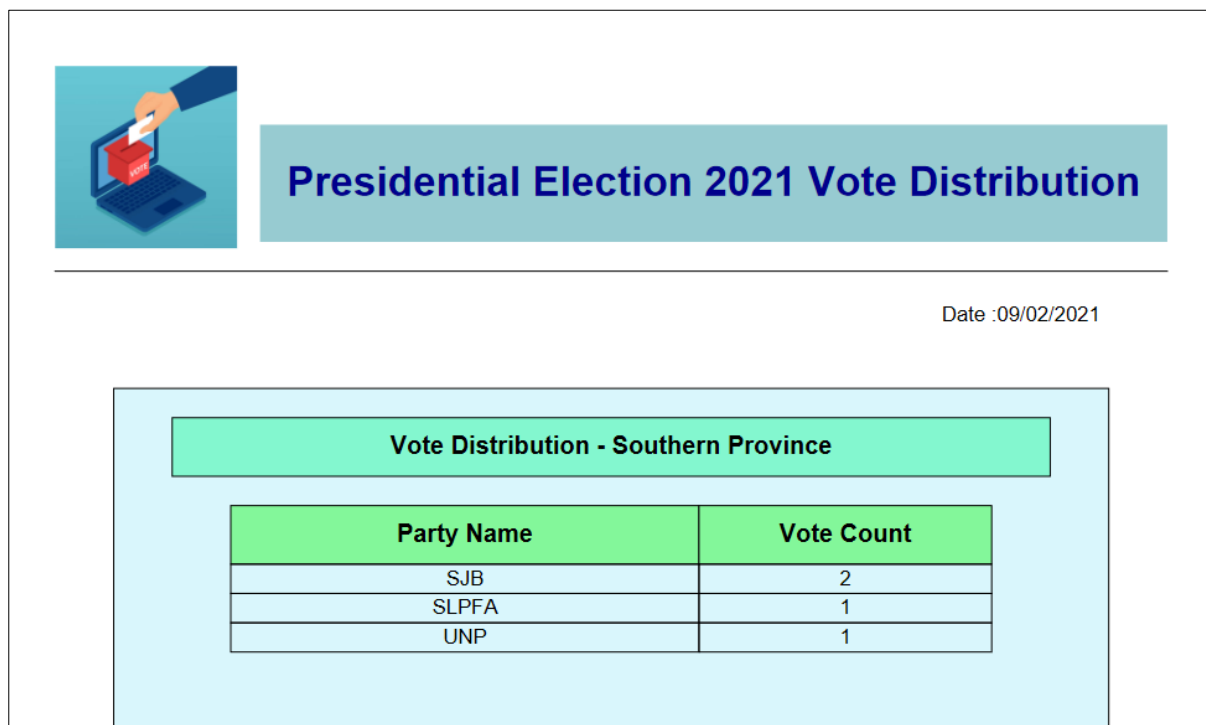 VOTE
Presidential Election 2021 Vote Distribution
Date :09/02/2021
Vote Distribution - Southern Province
Party Name Vote Count
SJB 2
SLPFA 1
UNP 1